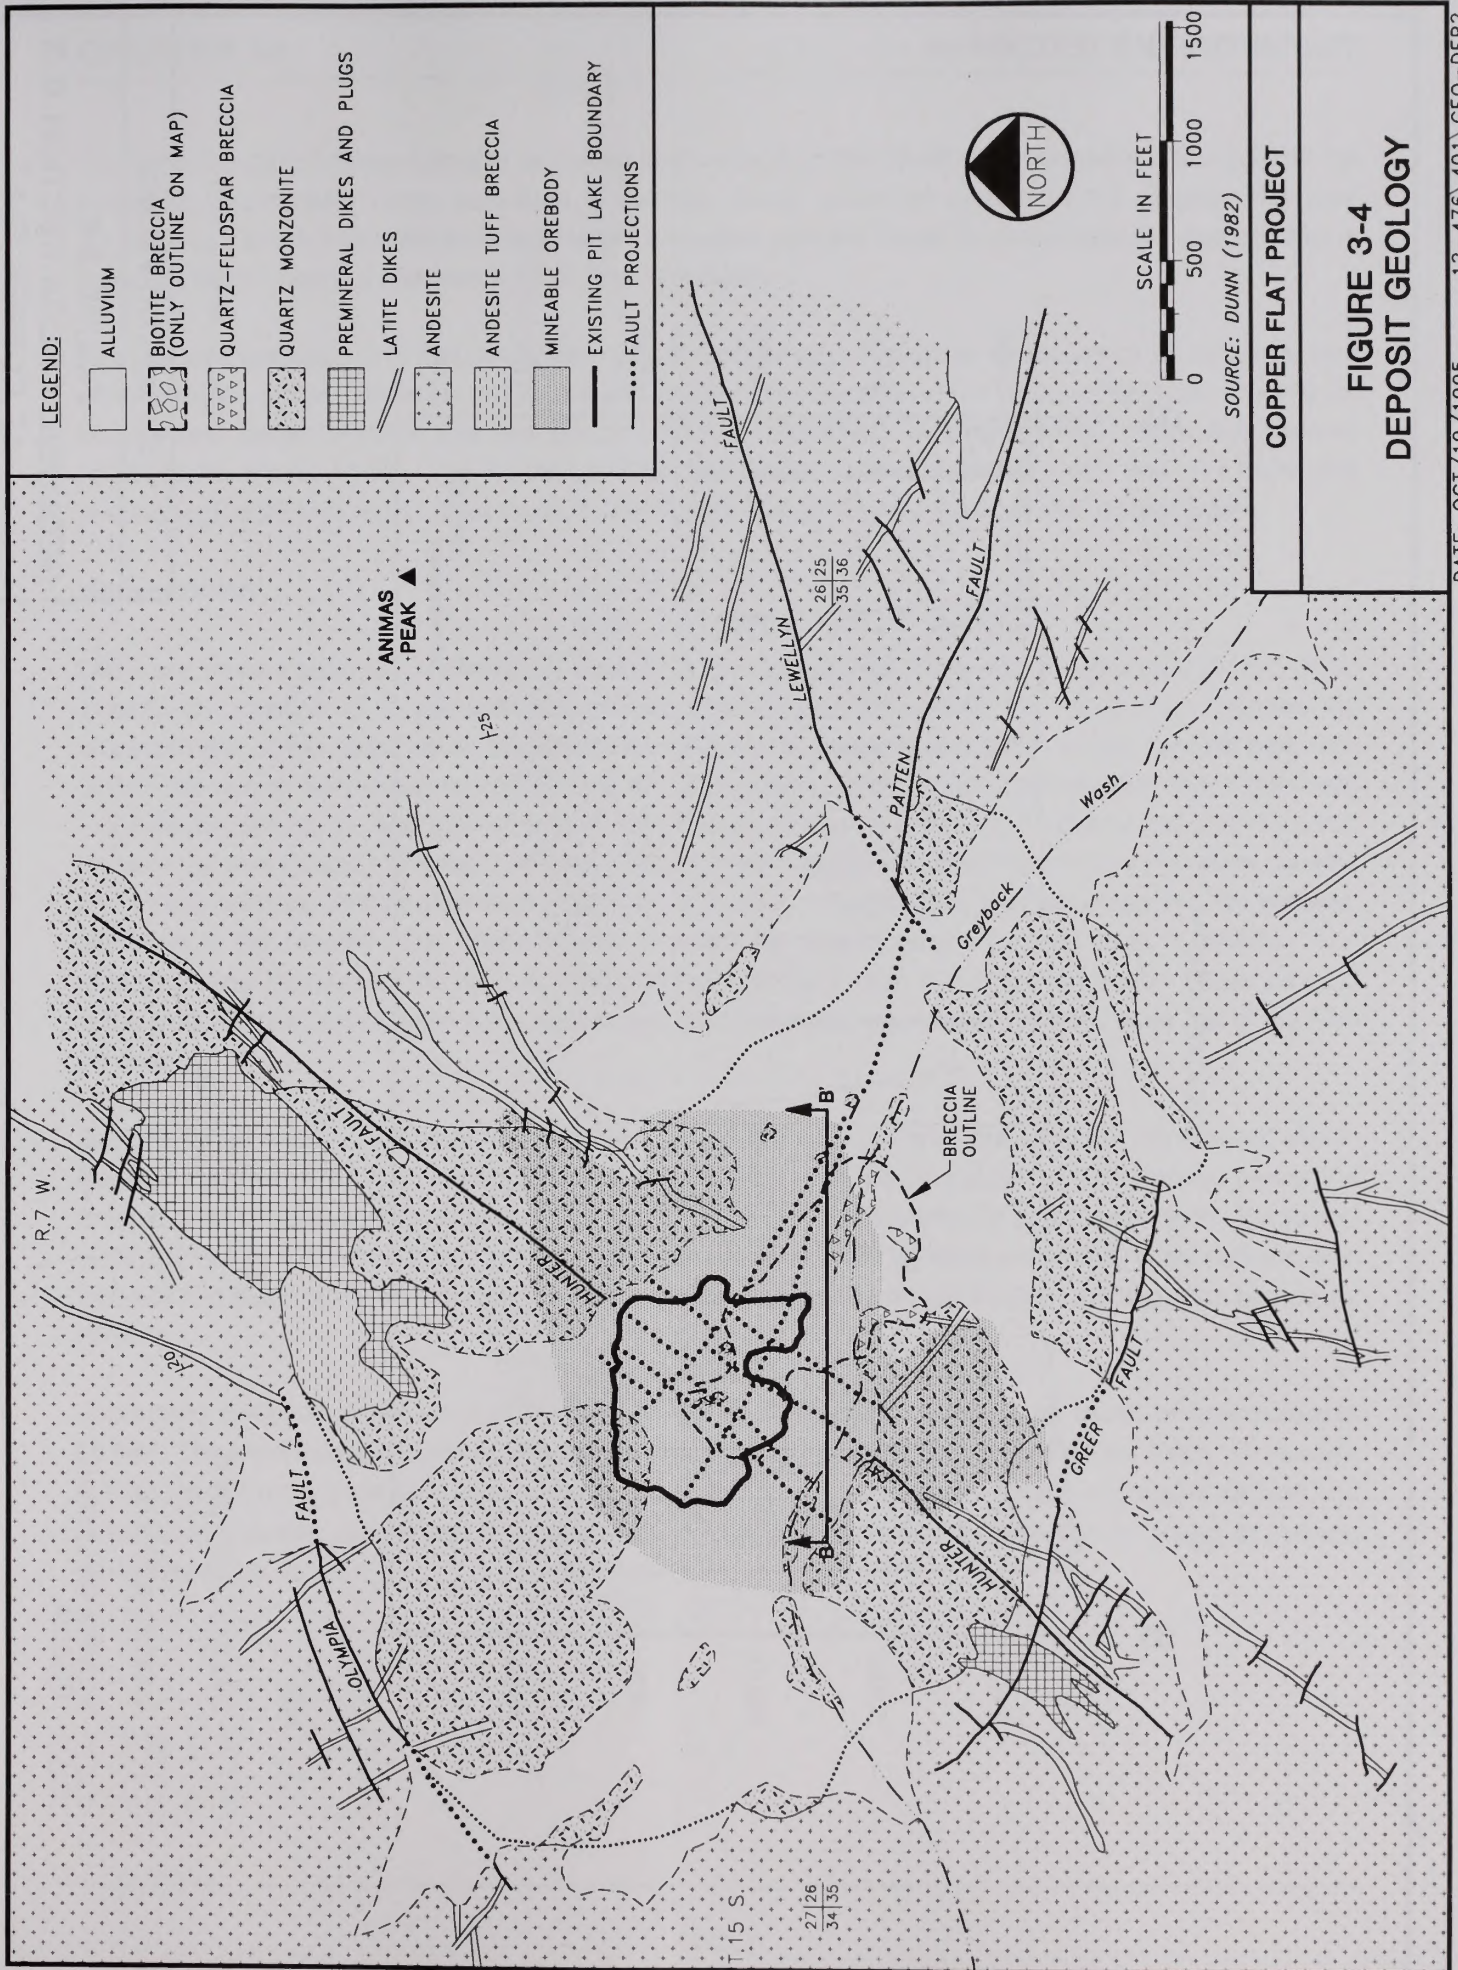 LEGEND:
ALLUVIUM
BIOTITE BRECCIA
(ONLY OUTLINE ON MAP)
QUARTZ-FELDSPAR BRECCIA
QUARTZ MONZONITE
PREMINERAL DIKES AND PLUGS
LATITE DIKES
ANDESITE
ANDESITE TUFF BRECCIA
MINEABLE OREBODY
EXISTING PIT LAKE BOUNDARY
FAULT PROJECTIONS
R 7 W
20
FAULT
OLYMPIA
FAULT
HUNTER
ANIMAS
PEAK
25
LEWELLYN
FAULT
26 25
35 36
PATTEN
FAULT
Greyback
Wash
BRECCIA
OUTLINE
B
B'
FAULT
HUNTER
GREER
FAULT
T 15 S
27 26
34 35
NORTH
SCALE IN FEET
0 500 1000 1500
SOURCE: DUNN (1982)
COPPER FLAT PROJECT
FIGURE 3-4
DEPOSIT GEOLOGY